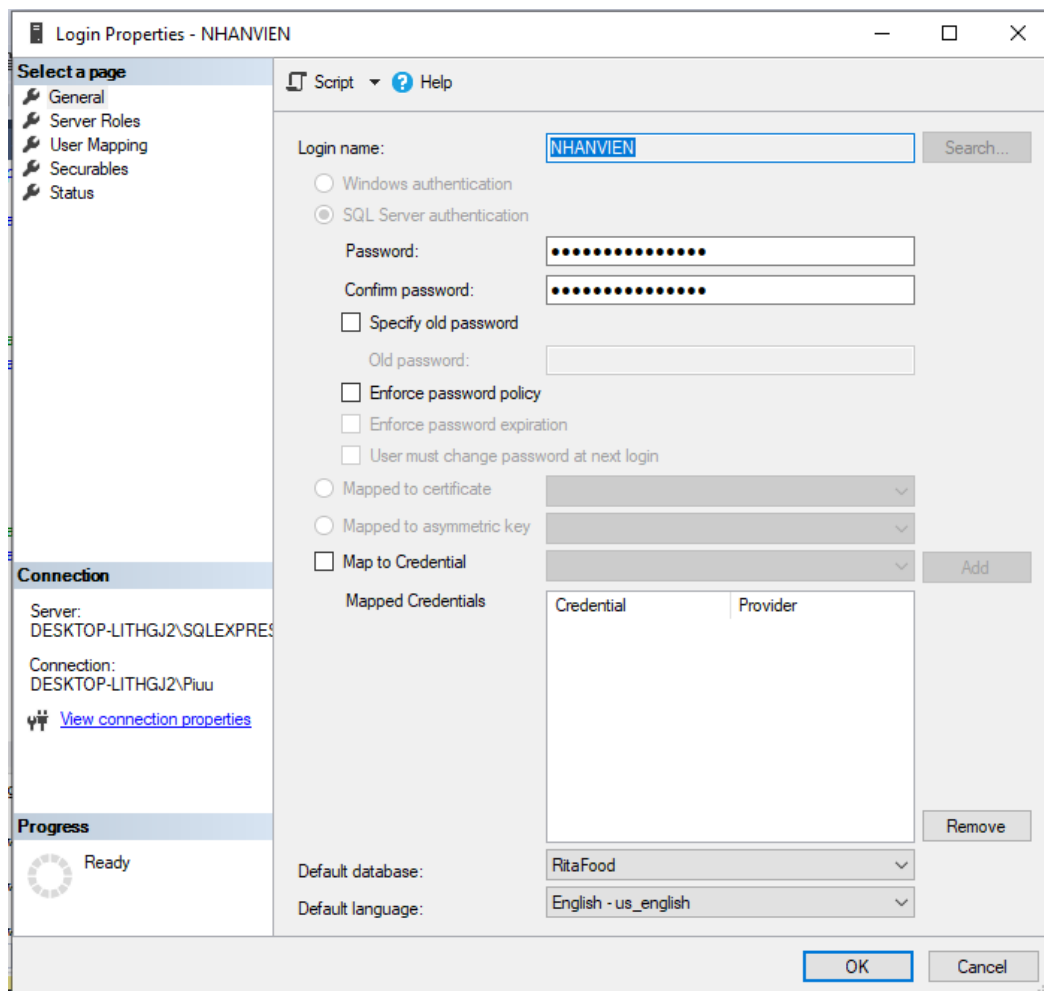 Login Properties - NHANVIEN
Select a page
General
Server Roles
User Mapping
Securables
Status
Script
Help
Login name:
NHANVIEN
Search...
Windows authentication
SQL Server authentication
Password:
●●●●●●●●●●●●●●●
Confirm password:
●●●●●●●●●●●●●●●
Specify old password
Old password:
Enforce password policy
Enforce password expiration
User must change password at next login
Mapped to certificate
Mapped to asymmetric key
Map to Credential
Add
Mapped Credentials
Credential Provider
Remove
Default database:
RitaFood
Default language:
English - us_english
Connection
Server:
DESKTOP-LITHGJ2\SQLEXPRES
Connection:
DESKTOP-LITHGJ2\Piuu
View connection properties
Progress
Ready
OK
Cancel